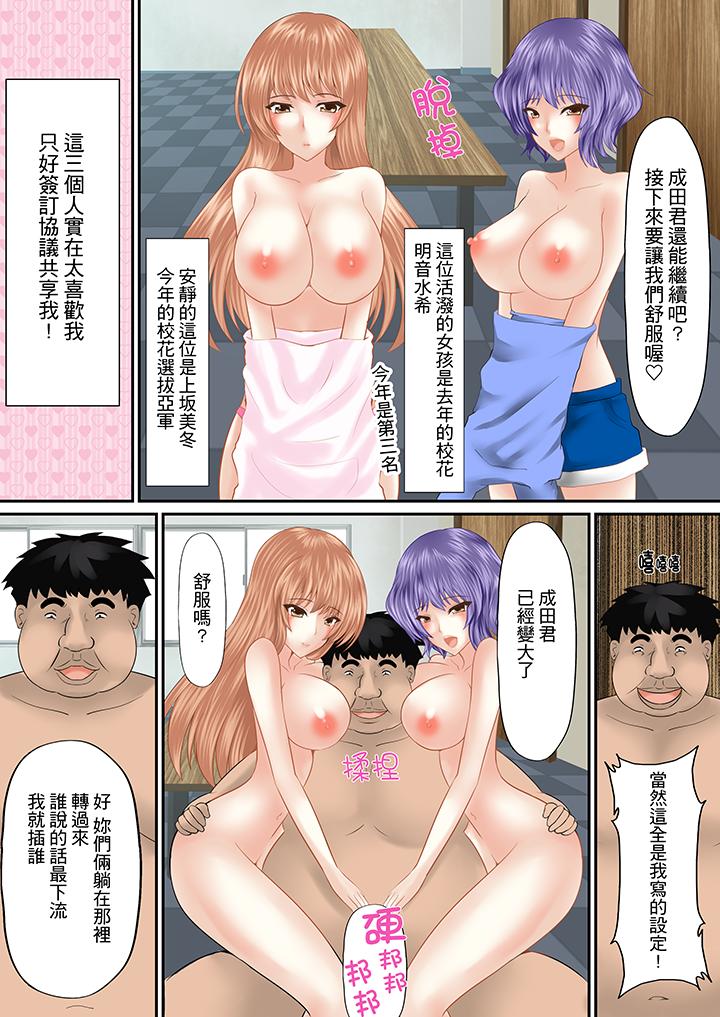 成田君還能繼續吧？
接下來要讓我們舒服喔♡
脫掉
這位活潑的女孩是去年的校花
明音水希
今年是第三名
安靜的這位是上坂美冬
今年的校花選拔亞軍
這三個人實在太喜歡我
只好簽訂協議共享我！
嘻嘻嘻
當然這全是我寫的設定！
成田君
已經變大了
舒服嗎？
揉捏
硬邦邦
邦邦
好 妳們倆躺在那裡
轉過來
誰說的話最下流
我就插誰